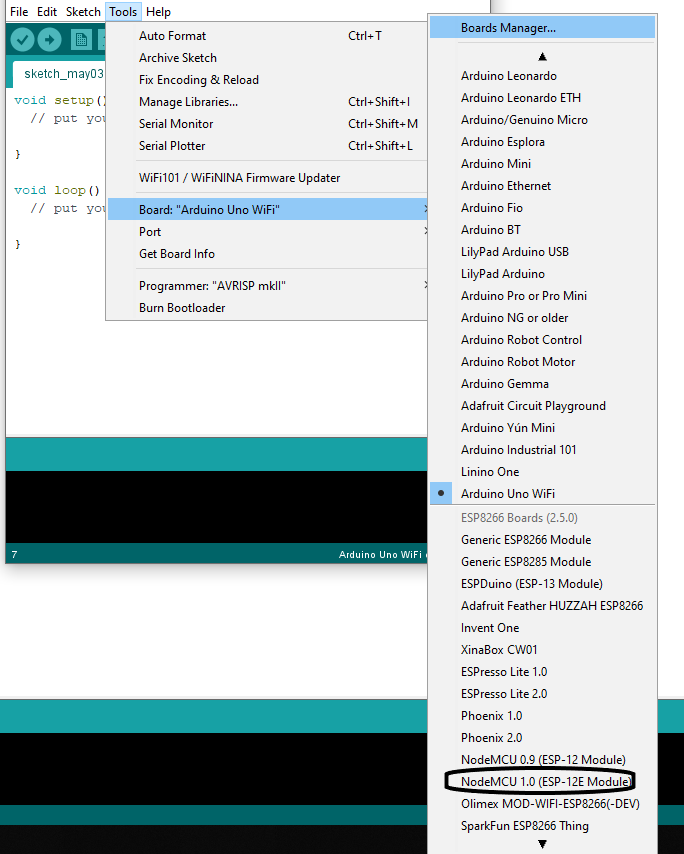 File Edit Sketch Tools Help
sketch_may03
void setup()
// put you
}
void loop()
// put you
}
Auto Format Ctrl+T
Archive Sketch
Fix Encoding & Reload
Manage Libraries... Ctrl+Shift+I
Serial Monitor Ctrl+Shift+M
Serial Plotter Ctrl+Shift+L
WiFi101 / WiFiNINA Firmware Updater
Board: "Arduino Uno WiFi"
Port
Get Board Info
Programmer: "AVRISP mkII"
Burn Bootloader
Boards Manager...
Arduino Leonardo
Arduino Leonardo ETH
Arduino/Genuino Micro
Arduino Esplora
Arduino Mini
Arduino Ethernet
Arduino Fio
Arduino BT
LilyPad Arduino USB
LilyPad Arduino
Arduino Pro or Pro Mini
Arduino NG or older
Arduino Robot Control
Arduino Robot Motor
Arduino Gemma
Adafruit Circuit Playground
Arduino Yún Mini
Arduino Industrial 101
Linino One
Arduino Uno WiFi
ESP8266 Boards (2.5.0)
Generic ESP8266 Module
Generic ESP8285 Module
ESPDuino (ESP-13 Module)
Adafruit Feather HUZZAH ESP8266
Invent One
XinaBox CW01
ESPresso Lite 1.0
ESPresso Lite 2.0
Phoenix 1.0
Phoenix 2.0
NodeMCU 0.9 (ESP-12 Module)
NodeMCU 1.0 (ESP-12E Module)
Olimex MOD-WIFI-ESP8266(-DEV)
SparkFun ESP8266 Thing
7 Arduino Uno WiFi